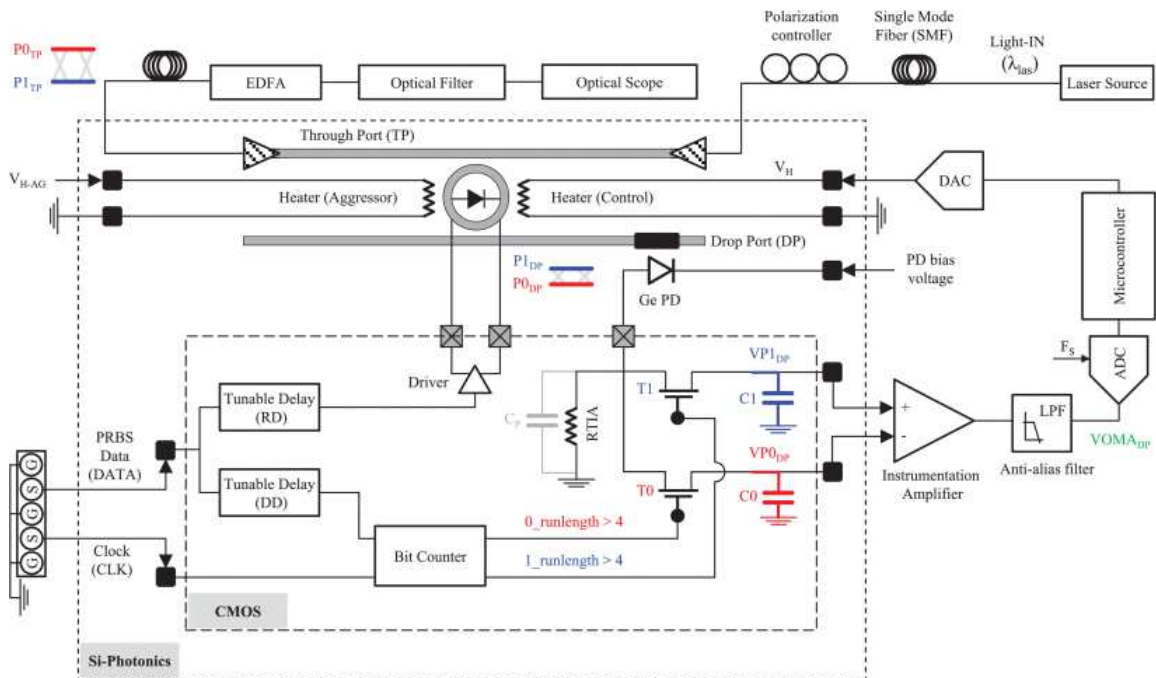 Polarization
controller
Single Mode
Fiber (SMF)
Light-IN
(λlas)
P0TP
P1TP
EDFA
Optical Filter
Optical Scope
Laser Source
Through Port (TP)
VH-AG
VH
DAC
Heater (Aggressor)
Heater (Control)
Drop Port (DP)
P1DP
P0DP
Ge PD
PD bias
voltage
Microcontroller
Driver
VP1DP
FS
ADC
Tunable Delay
(RD)
T1
C1
CP
RTIA
+
-
LPF
VOMADP
PRBS
Data
(DATA)
VP0DP
Instrumentation
Amplifier
Anti-alias filter
Tunable Delay
(DD)
T0
C0
G
S
G
S
G
0_runlength > 4
Clock
(CLK)
Bit Counter
1_runlength > 4
CMOS
Si-Photonics